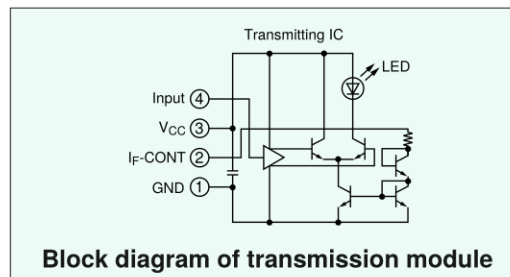 Transmitting IC
LED
Input ④
VCC ③
IF-CONT ②
GND ①
Block diagram of transmission module